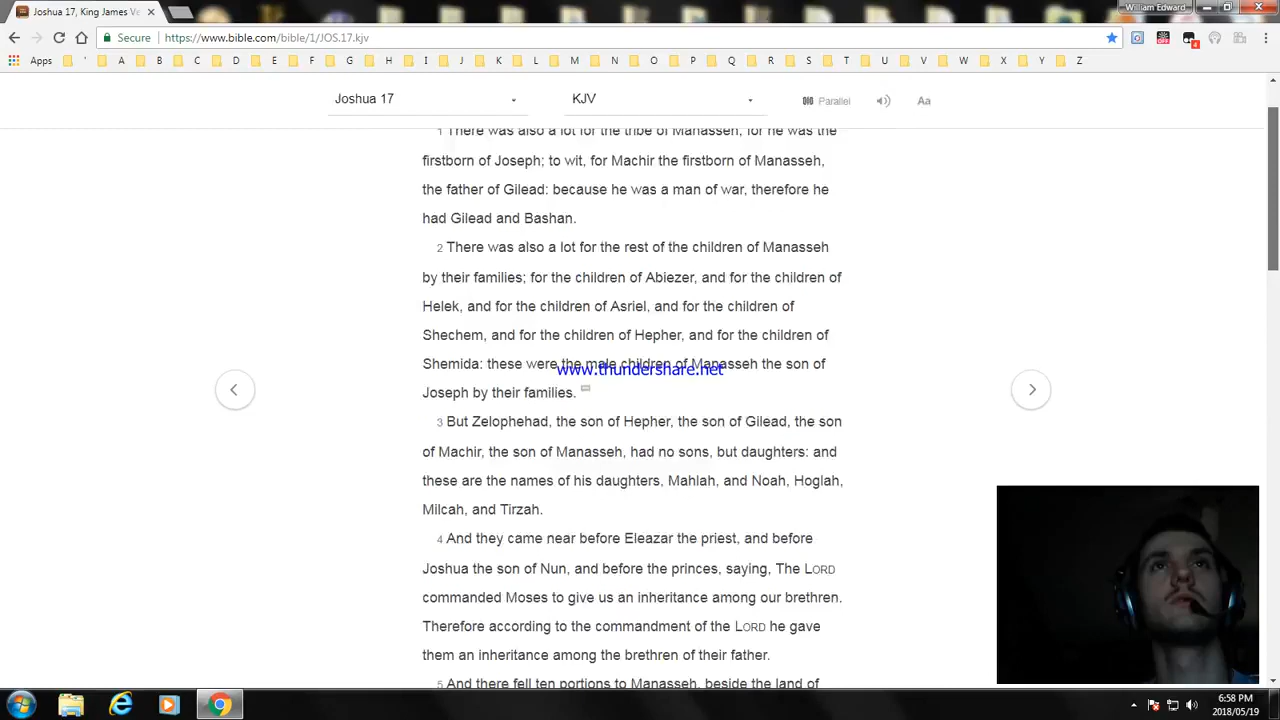 Joshua 17, King James Ve
William Edward
Secure https://www.bible.com/bible/1/JOS.17.kjv
4
Apps ' A B C D E F G H I J K L M N O P Q R S T U V W X Y Z
Joshua 17 KJV Parallel Aa
1 There was also a lot for the tribe of Manasseh, for he was the
firstborn of Joseph; to wit, for Machir the firstborn of Manasseh,
the father of Gilead: because he was a man of war, therefore he
had Gilead and Bashan.
2 There was also a lot for the rest of the children of Manasseh
by their families; for the children of Abiezer, and for the children of
Helek, and for the children of Asriel, and for the children of
Shechem, and for the children of Hepher, and for the children of
Shemida: these were the male children of Manasseh the son of
www.thundershare.net
Joseph by their families.
3 But Zelophehad, the son of Hepher, the son of Gilead, the son
of Machir, the son of Manasseh, had no sons, but daughters: and
these are the names of his daughters, Mahlah, and Noah, Hoglah,
Milcah, and Tirzah.
4 And they came near before Eleazar the priest, and before
Joshua the son of Nun, and before the princes, saying, The LORD
commanded Moses to give us an inheritance among our brethren.
Therefore according to the commandment of the LORD he gave
them an inheritance among the brethren of their father.
5 And there fell ten portions to Manasseh, beside the land of
6:58 PM
2018/05/19